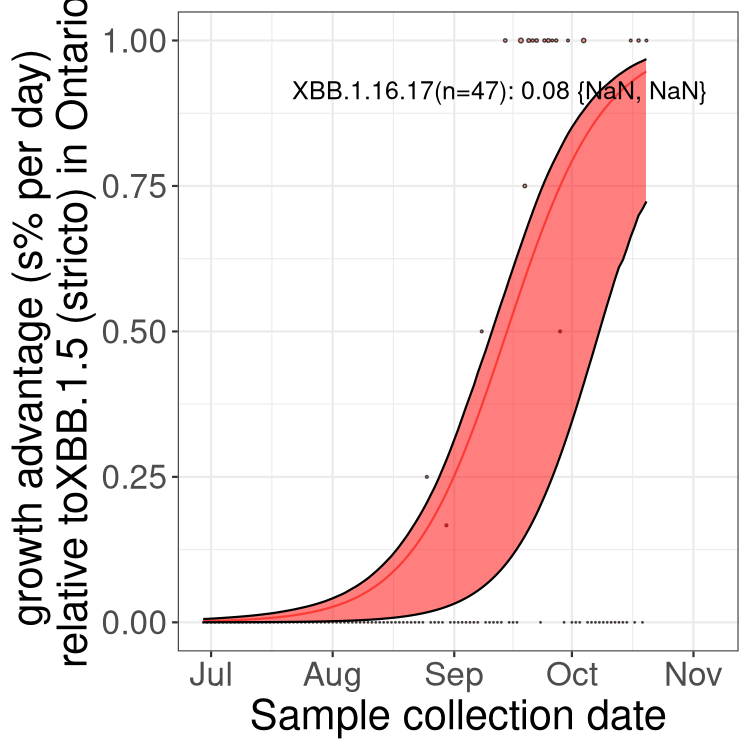 growth advantage (s% per day)
relative toXBB.1.5 (stricto) in Ontario
1.00
0.75
0.50
0.25
0.00
XBB.1.16.17(n=47): 0.08 {NaN, NaN}
Jul Aug Sep Oct Nov
Sample collection date